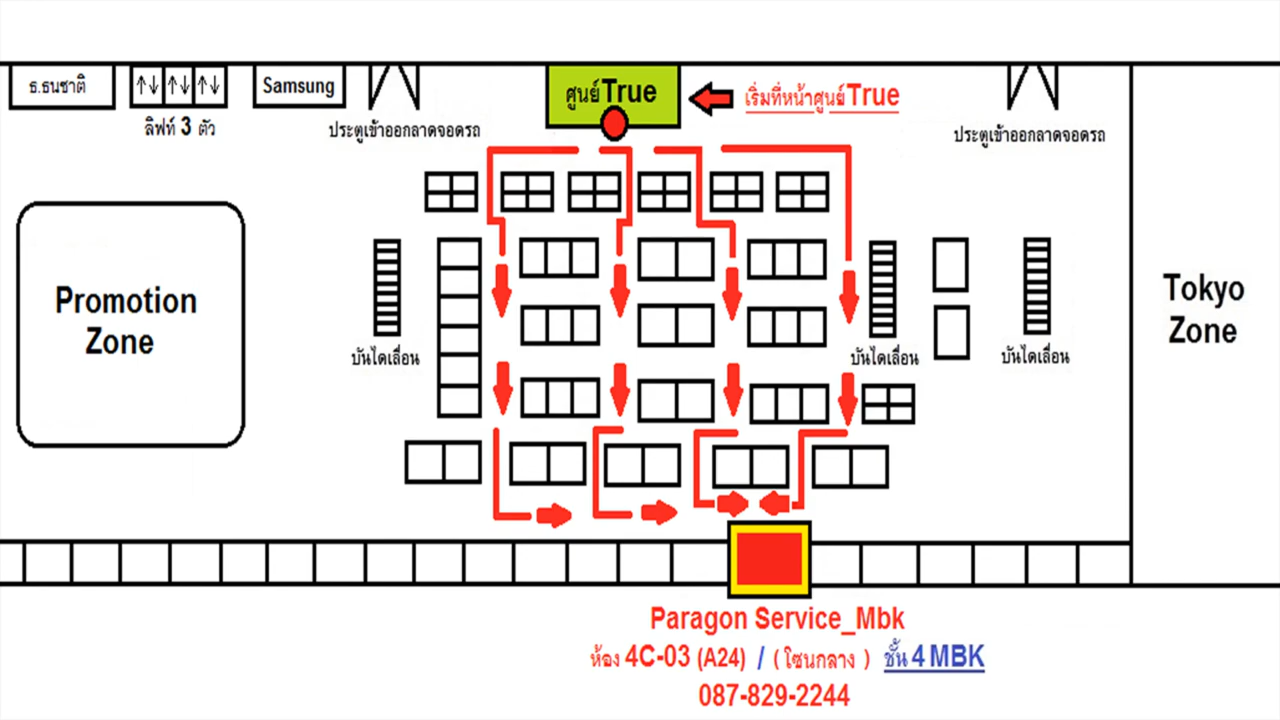 ธ.ธนชาติ
ลิฟท์ 3 ตัว
Samsung
ประตูเข้าออกลาดจอดรถ
ศูนย์ True
เริ่มที่หน้าศูนย์ True
ประตูเข้าออกลาดจอดรถ
Promotion
Zone
บันไดเลื่อน
บันไดเลื่อน
บันไดเลื่อน
Tokyo
Zone
Paragon Service_Mbk
ห้อง 4C-03 (A24) / ( โซนกลาง ) ชั้น 4 MBK
087-829-2244